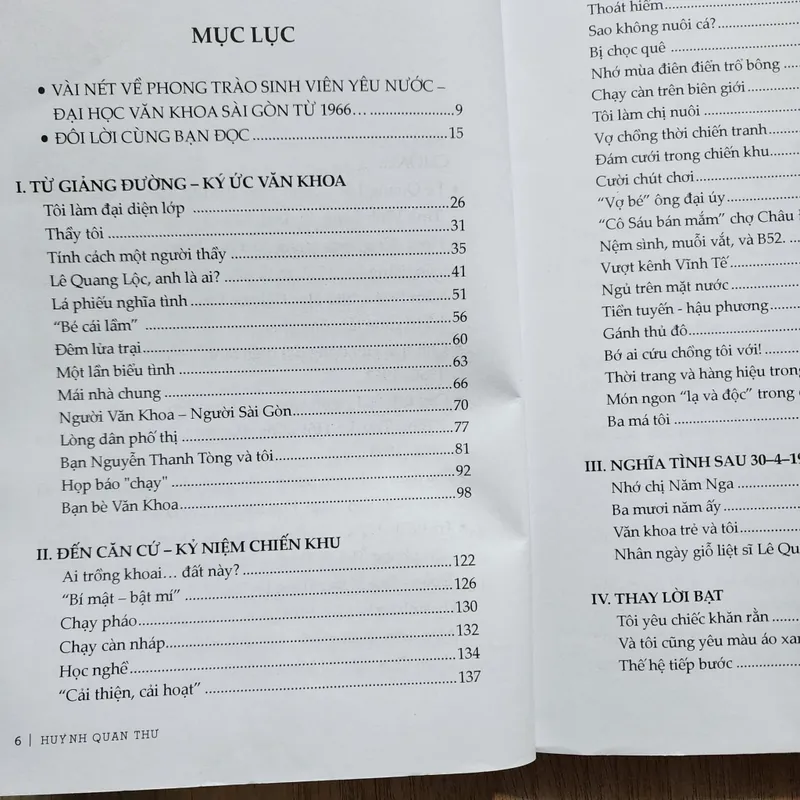 MỤC LỤC
• VÀI NÉT VỀ PHONG TRÀO SINH VIÊN YÊU NƯỚC –
ĐẠI HỌC VĂN KHOA SÀI GÒN TỪ 1966… 9
• ĐÔI LỜI CÙNG BẠN ĐỌC 15
I. TỪ GIẢNG ĐƯỜNG – KÝ ỨC VĂN KHOA
Tôi làm đại diện lớp 26
Thầy tôi 31
Tính cách một người thầy 35
Lê Quang Lộc, anh là ai? 41
Lá phiếu nghĩa tình 51
“Bé cái lầm” 56
Đêm lửa trại 60
Một lần biểu tình 63
Mái nhà chung 66
Người Văn Khoa – Người Sài Gòn 70
Lòng dân phố thị 77
Bạn Nguyễn Thanh Tòng và tôi 81
Họp báo "chạy" 92
Bạn bè Văn Khoa 98
II. ĐẾN CĂN CỨ – KỶ NIỆM CHIẾN KHU
Ai trồng khoai… đất này? 122
“Bí mật – bật mí” 126
Chạy pháo 130
Chạy càn nháp 132
Học nghề 134
“Cải thiện, cải hoạt” 137
6 | HUỲNH QUAN THƯ
Thoát hiểm
Sao không nuôi cá?
Bị chọc quê
Nhớ mùa điên điển trổ bông
Chạy càn trên biên giới
Tôi làm chị nuôi
Vợ chồng thời chiến tranh
Đám cưới trong chiến khu
Cười chút chơi
“Vợ bé” ông đại úy
“Cô Sáu bán mắm” chợ Châu
Nệm sình, muỗi vắt, và B52.
Vượt kênh Vĩnh Tế
Ngủ trên mặt nước
Tiền tuyến - hậu phương
Gánh thủ đô
Bớ ai cứu chồng tôi với!
Thời trang và hàng hiệu trong
Món ngon “lạ và độc” trong
Ba má tôi
III. NGHĨA TÌNH SAU 30–4–19
Nhớ chị Năm Nga
Ba mươi năm ấy
Văn khoa trẻ và tôi
Nhân ngày giỗ liệt sĩ Lê Qu
IV. THAY LỜI BẠT
Tôi yêu chiếc khăn rằn
Và tôi cũng yêu màu áo xan
Thế hệ tiếp bước